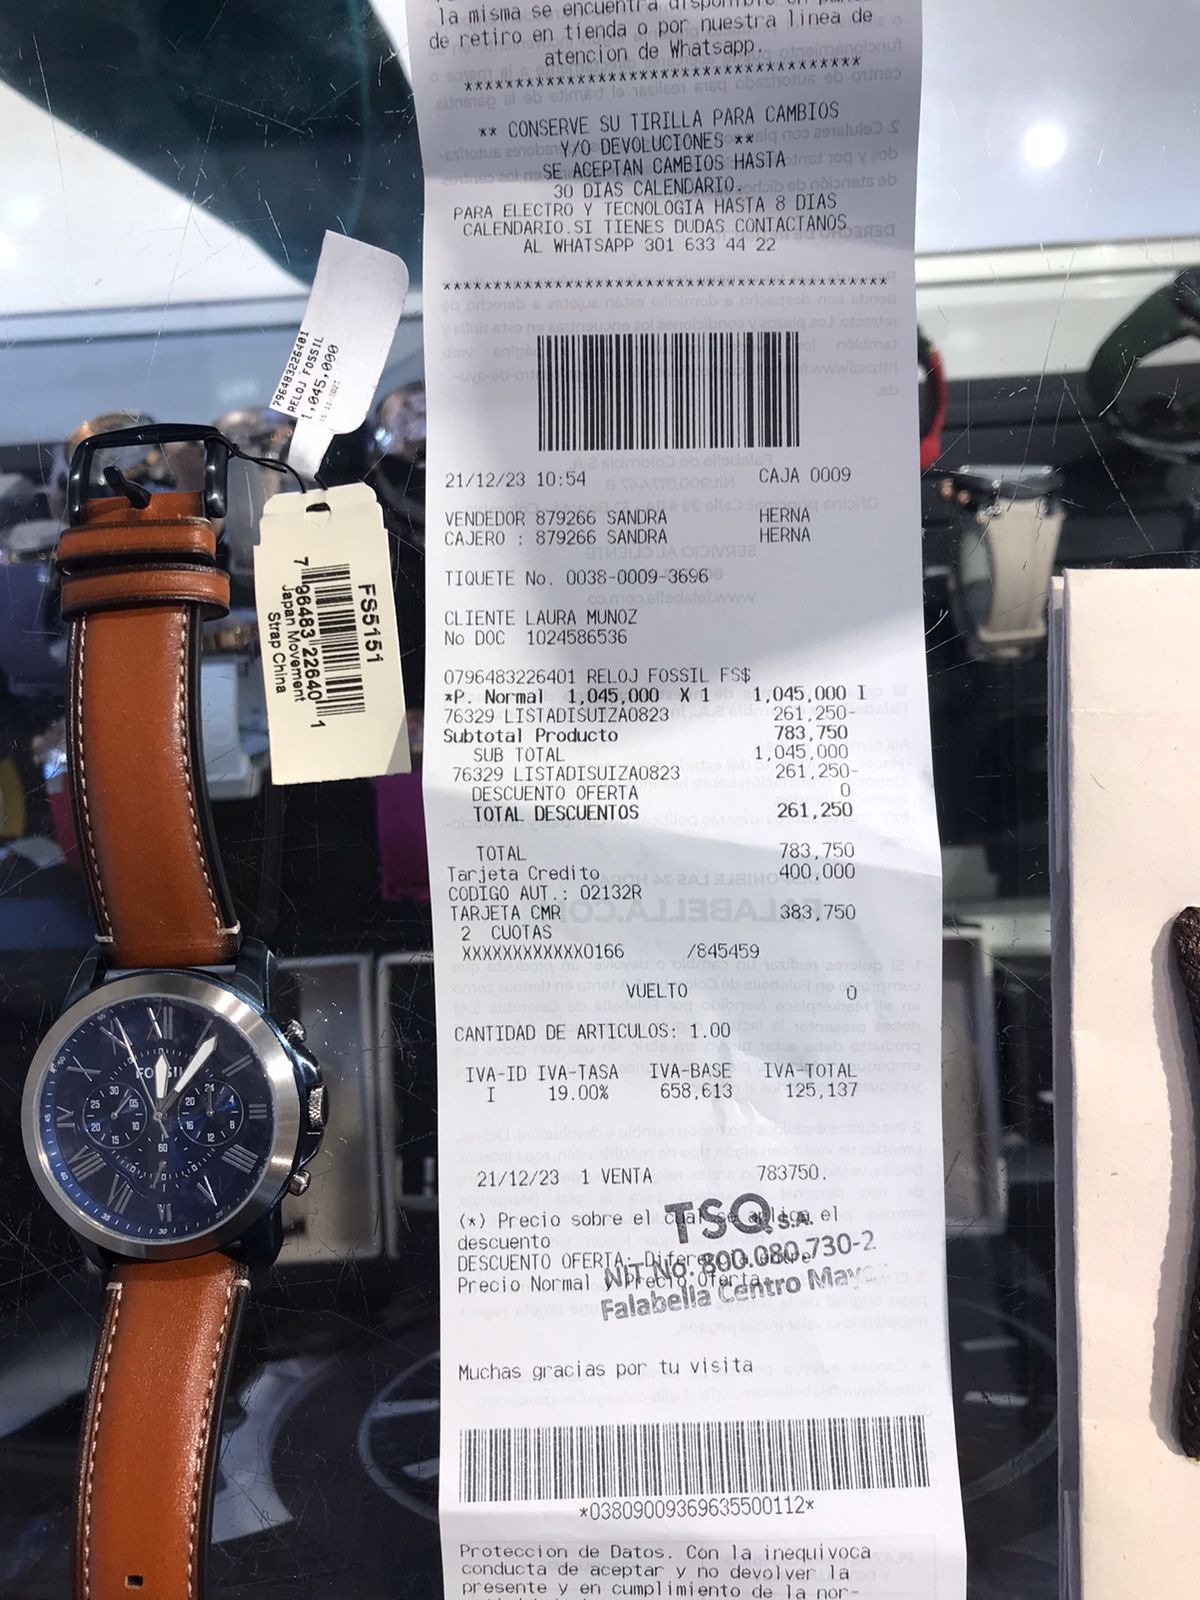 la misma se encuentra disponible en
de retiro en tienda o por nuestra linea de
atencion de Whatsapp.
****************************************
** CONSERVE SU TIRILLA PARA CAMBIOS
Y/O DEVOLUCIONES **
SE ACEPTAN CAMBIOS HASTA
30 DIAS CALENDARIO.
PARA ELECTRO Y TECNOLOGIA HASTA 8 DIAS
CALENDARIO.SI TIENES DUDAS CONTACTANOS
AL WHATSAPP 301 633 44 22
****************************************
21/12/23 10:54 CAJA 0009
VENDEDOR 879266 SANDRA HERNA
CAJERO : 879266 SANDRA HERNA
TIQUETE No. 0038-0009-3696
CLIENTE LAURA MUNOZ
No DOC 1024586536
0796483226401 RELOJ FOSSIL FS$
*P. Normal 1,045,000 X 1 1,045,000 I
76329 LISTADISUIZA0823 261,250-
Subtotal Producto 783,750
SUB TOTAL 1,045,000
76329 LISTADISUIZA0823 261,250-
DESCUENTO OFERTA 0
TOTAL DESCUENTOS 261,250
TOTAL 783,750
Tarjeta Credito 400,000
CODIGO AUT.: 02132R
TARJETA CMR 383,750
2 CUOTAS
XXXXXXXXXXXX0166 /845459
VUELTO 0
CANTIDAD DE ARTICULOS: 1.00
IVA-ID IVA-TASA IVA-BASE IVA-TOTAL
I 19.00% 658,613 125,137
21/12/23 1 VENTA 783750.
(*) Precio sobre el cual se aplica el
descuento
DESCUENTO OFERTA: Diferencia entre
Precio Normal y Precio Oferta
TSQ S.A.
NIT No. 800.080.730-2
Falabella Centro Mayor
Muchas gracias por tu visita
*03809009369635500112*
Proteccion de Datos. Con la inequivoca
conducta de aceptar y no devolver la
presente y en cumplimiento de la nor-
796483226401
RELOJ FOSSIL
1,045,000
FS5151
7 96483 22640 1
Japan Movement
Strap China
FOSSIL